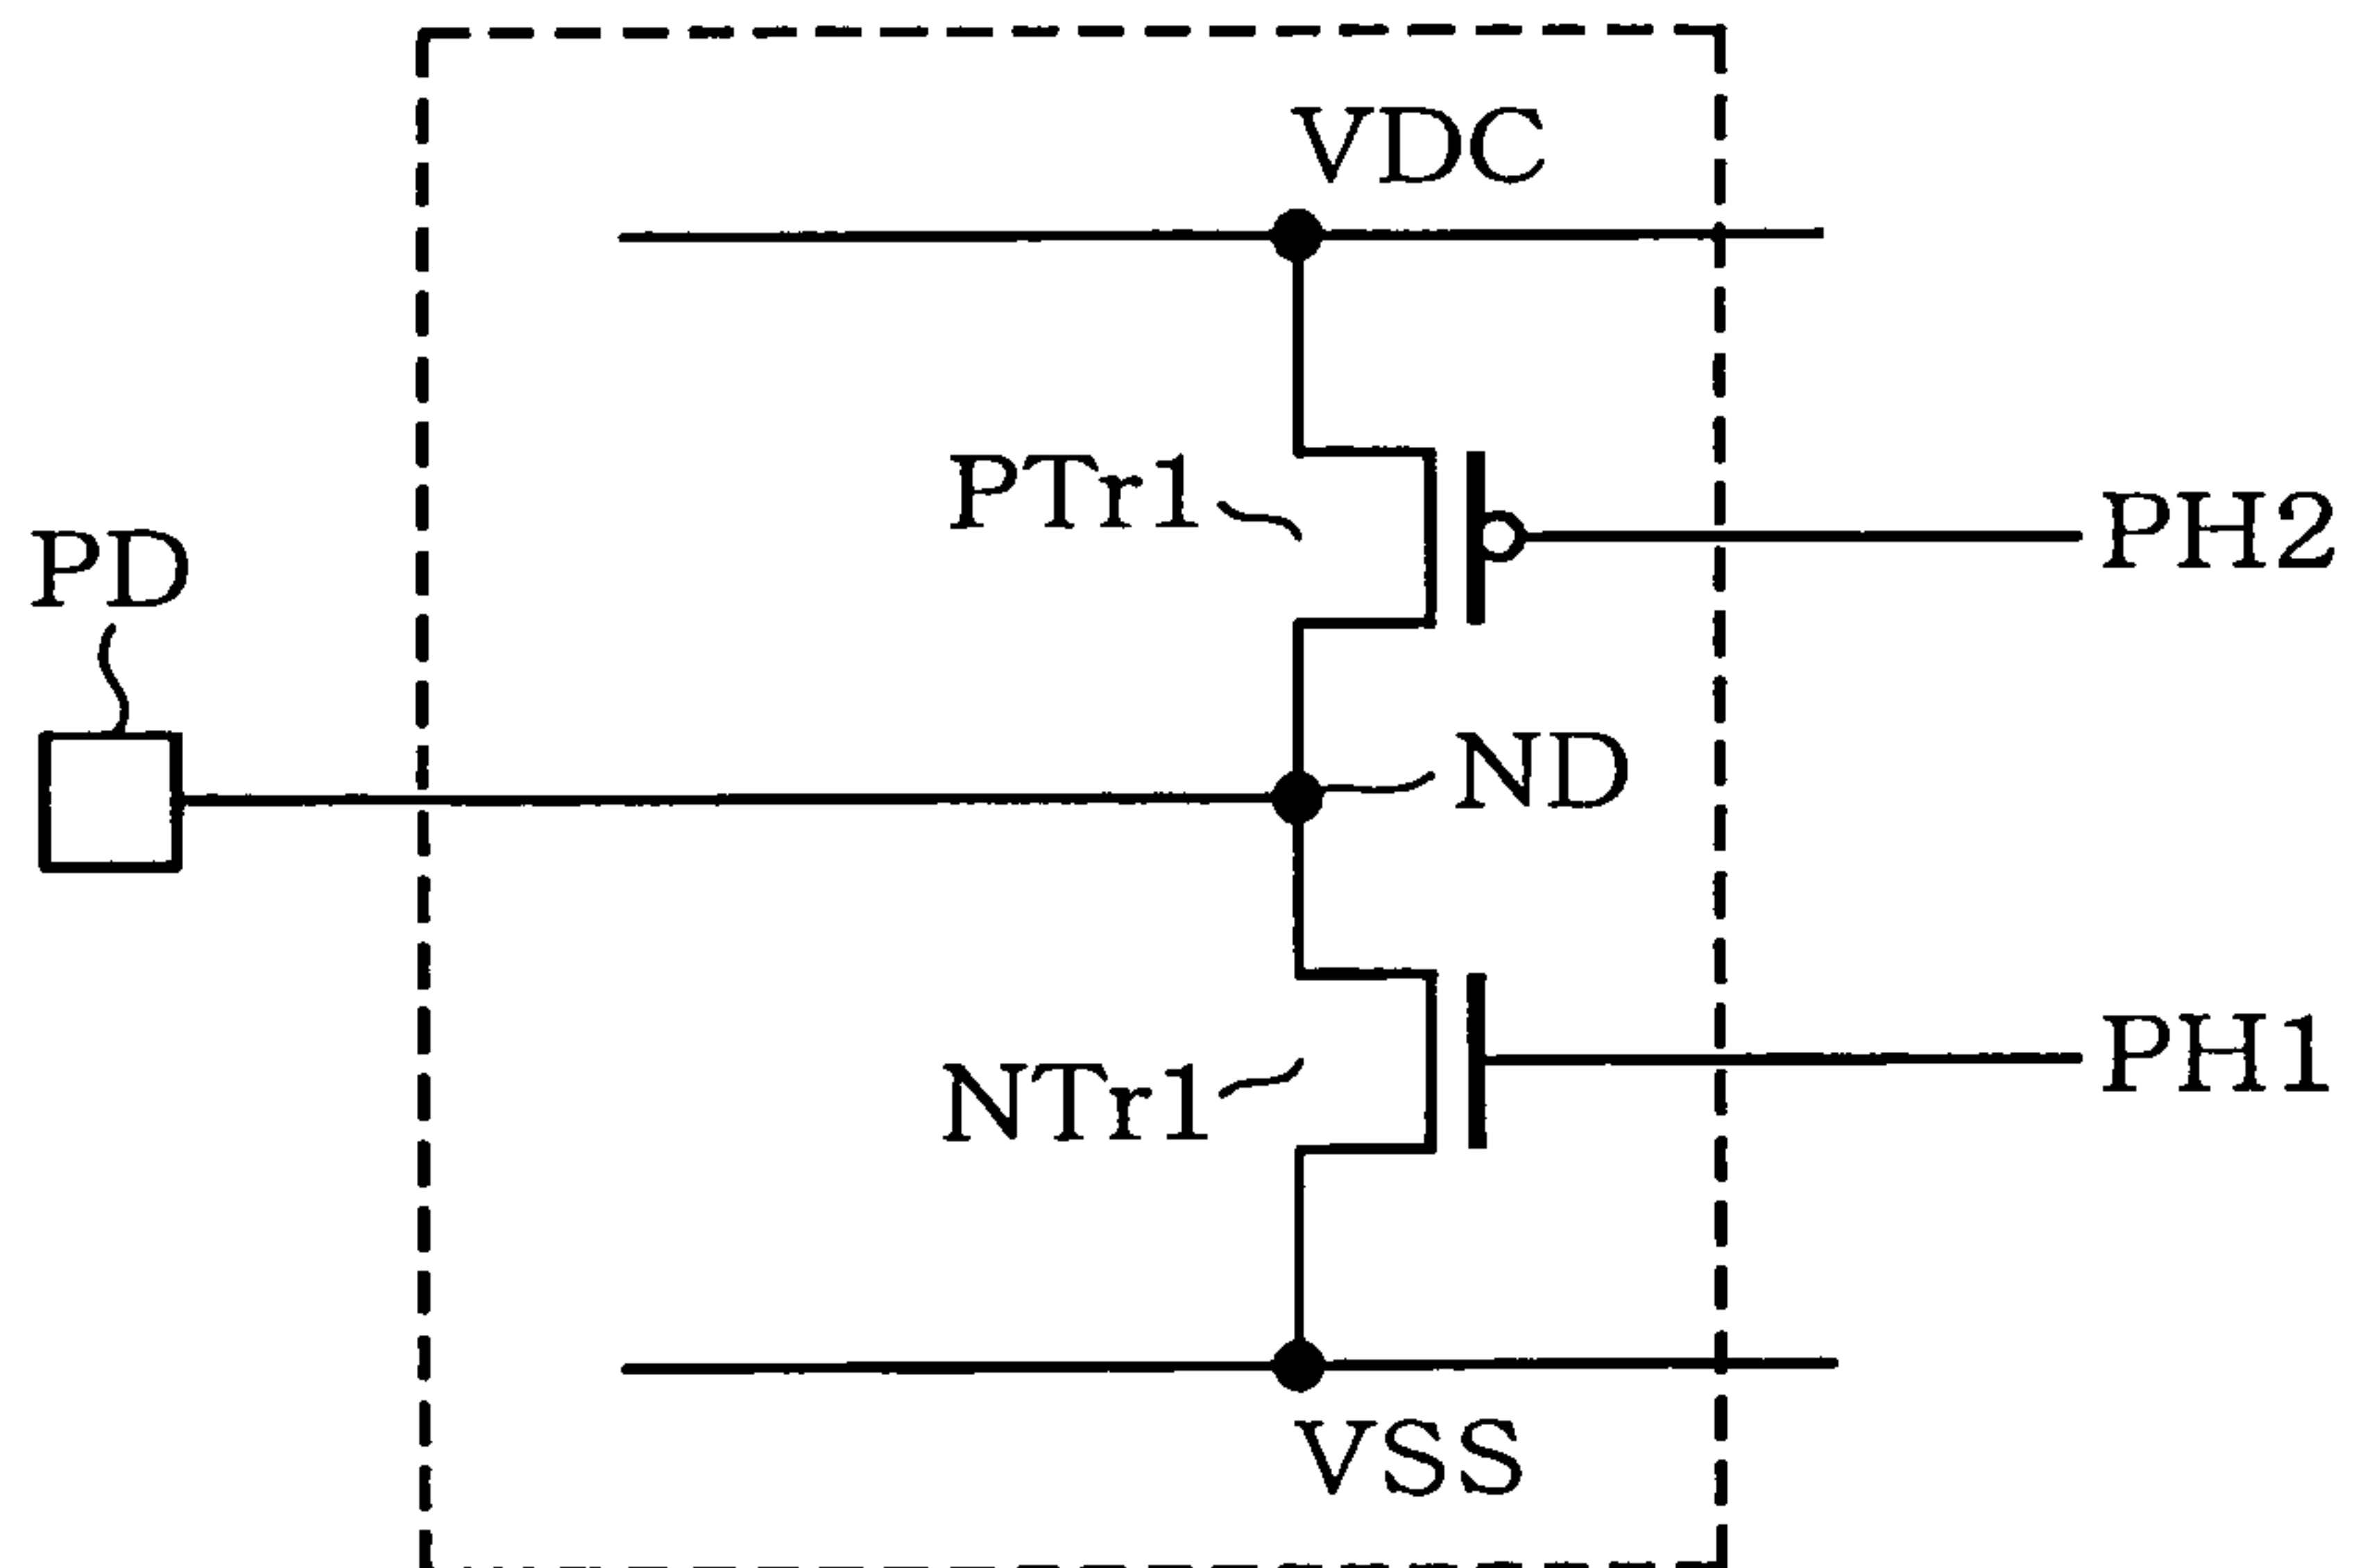 VDC
PTr1
PH2
PD
ND
NTr1
PH1
VSS